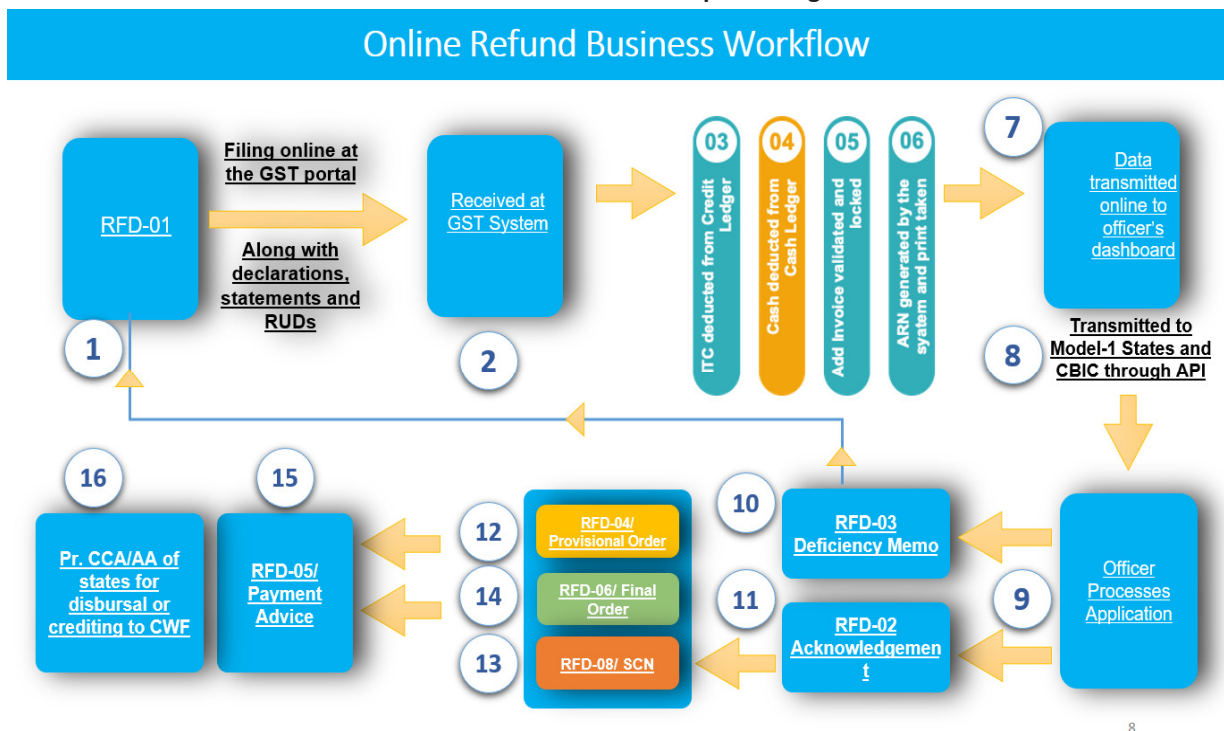 Online Refund Business Workflow
RFD-01
1
Filing online at
the GST portal
Along with
declarations,
statements and
RUDs
Received at
GST System
2
03
ITC deducted from Credit
Ledger
04
Cash deducted from
Cash Ledger
05
Add Invoice validated and
locked
06
ARN generated by the
system and print taken
7
Data
transmitted
online to
officer's
dashboard
8
Transmitted to
Model-1 States and
CBIC through API
16
Pr. CCA/AA of
states for
disbursal or
crediting to CWF
15
RFD-05/
Payment
Advice
12
RFD-04/
Provisional Order
14
RFD-06/ Final
Order
13
RFD-08/ SCN
10
RFD-03
Deficiency Memo
11
RFD-02
Acknowledgemen
t
9
Officer
Processes
Application
8